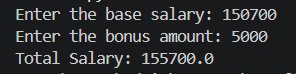 Enter the base salary: 150700
Enter the bonus amount: 5000
Total Salary: 155700.0